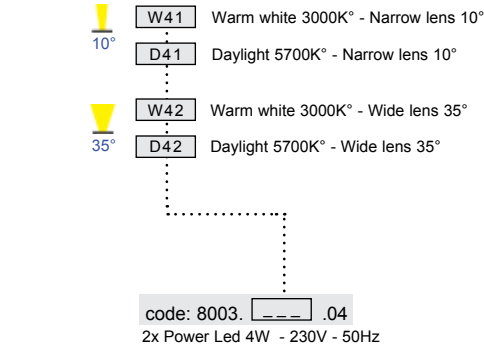 W41 Warm white 3000K° - Narrow lens 10°
10°
D41 Daylight 5700K° - Narrow lens 10°
W42 Warm white 3000K° - Wide lens 35°
35° D42 Daylight 5700K° - Wide lens 35°
code: 8003. _ _ _ .04
2x Power Led 4W - 230V - 50Hz